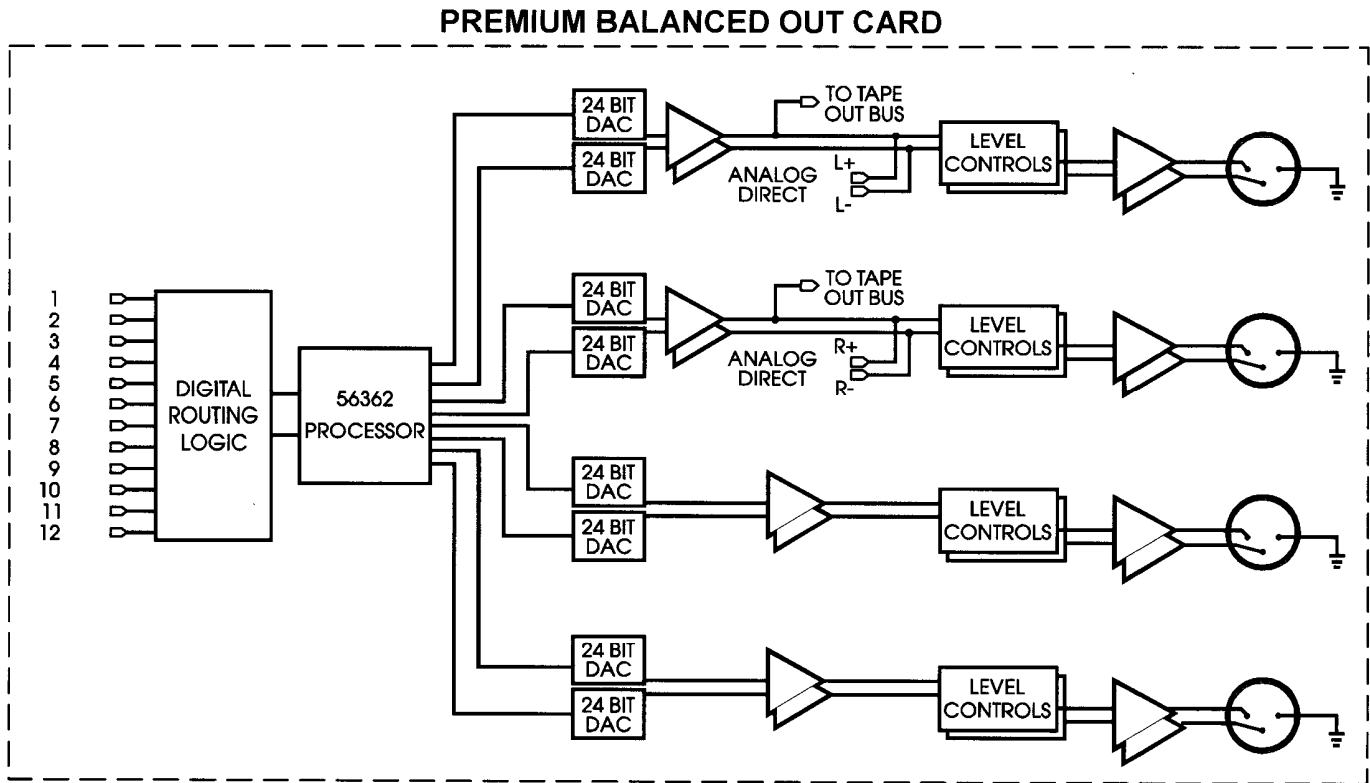 PREMIUM BALANCED OUT CARD
24 BIT
DAC
24 BIT
DAC
TO TAPE
OUT BUS
ANALOG
DIRECT
L+
L-
LEVEL
CONTROLS
1
2
3
4
5
6
7
8
9
10
11
12
DIGITAL
ROUTING
LOGIC
56362
PROCESSOR
24 BIT
DAC
24 BIT
DAC
TO TAPE
OUT BUS
ANALOG
DIRECT
R+
R-
LEVEL
CONTROLS
24 BIT
DAC
24 BIT
DAC
LEVEL
CONTROLS
24 BIT
DAC
24 BIT
DAC
LEVEL
CONTROLS